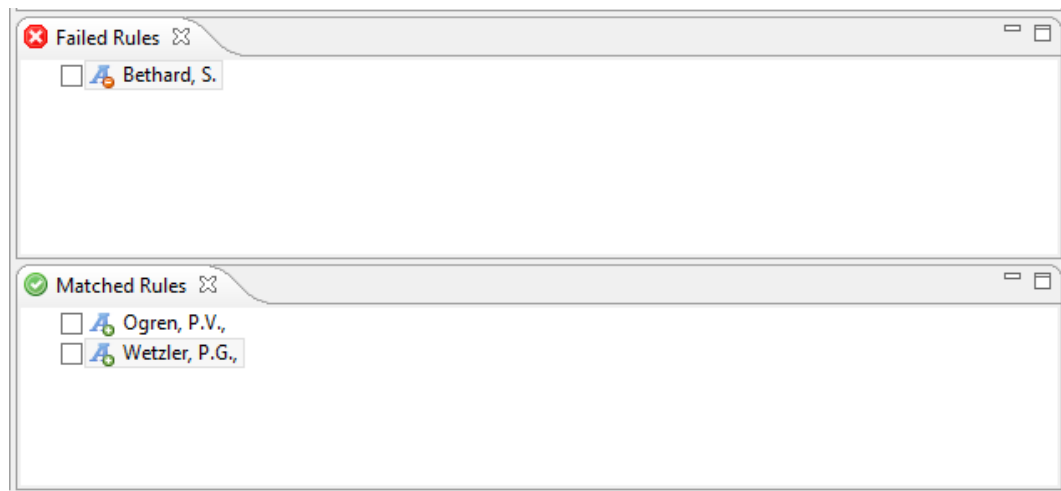 Failed Rules
Bethard, S.
Matched Rules
Ogren, P.V.,
Wetzler, P.G.,